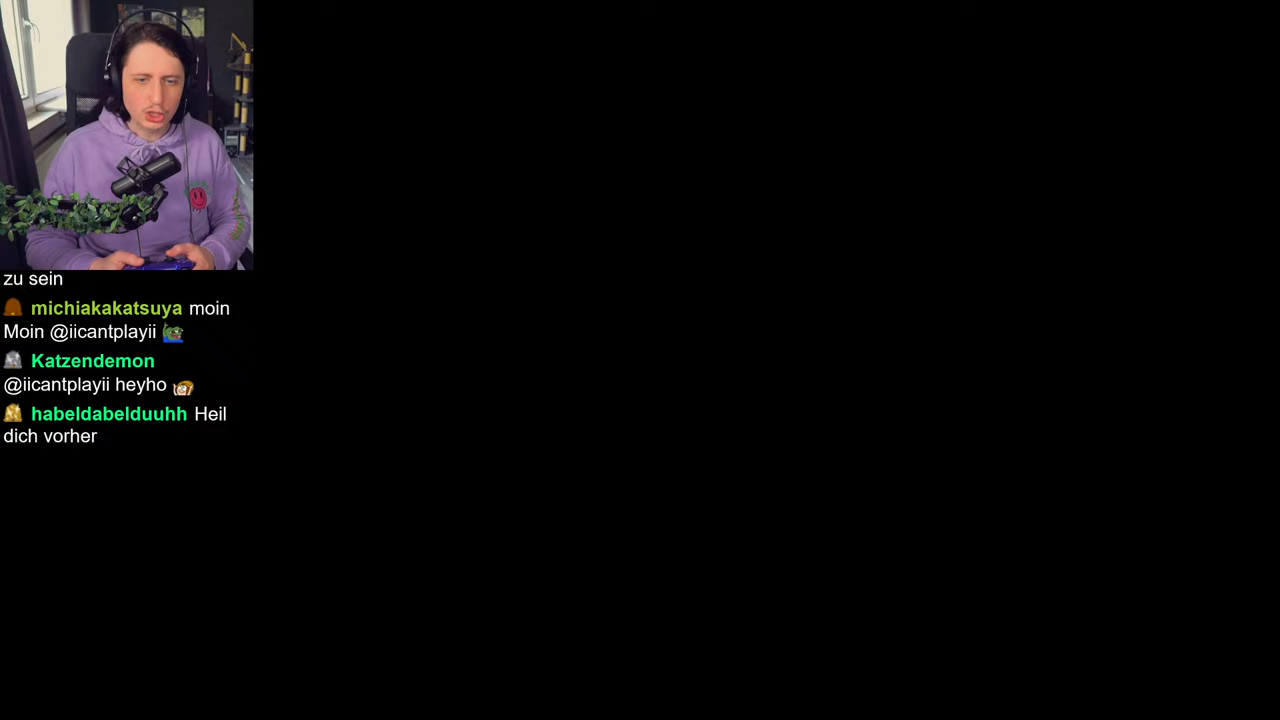 zu sein
michiakakatsuya moin
Moin @iicantplayii
Katzendemon
@iicantplayii heyho
habeldabelduuhh Heil
dich vorher